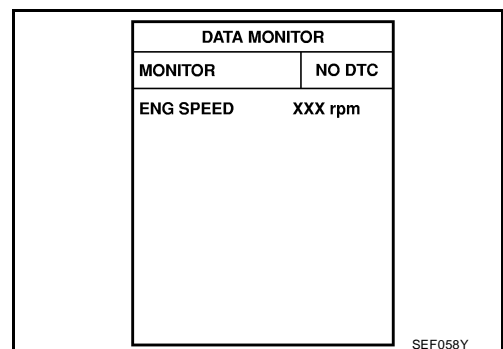 DATA MONITOR
MONITOR NO DTC
ENG SPEED XXX rpm
SEF058Y